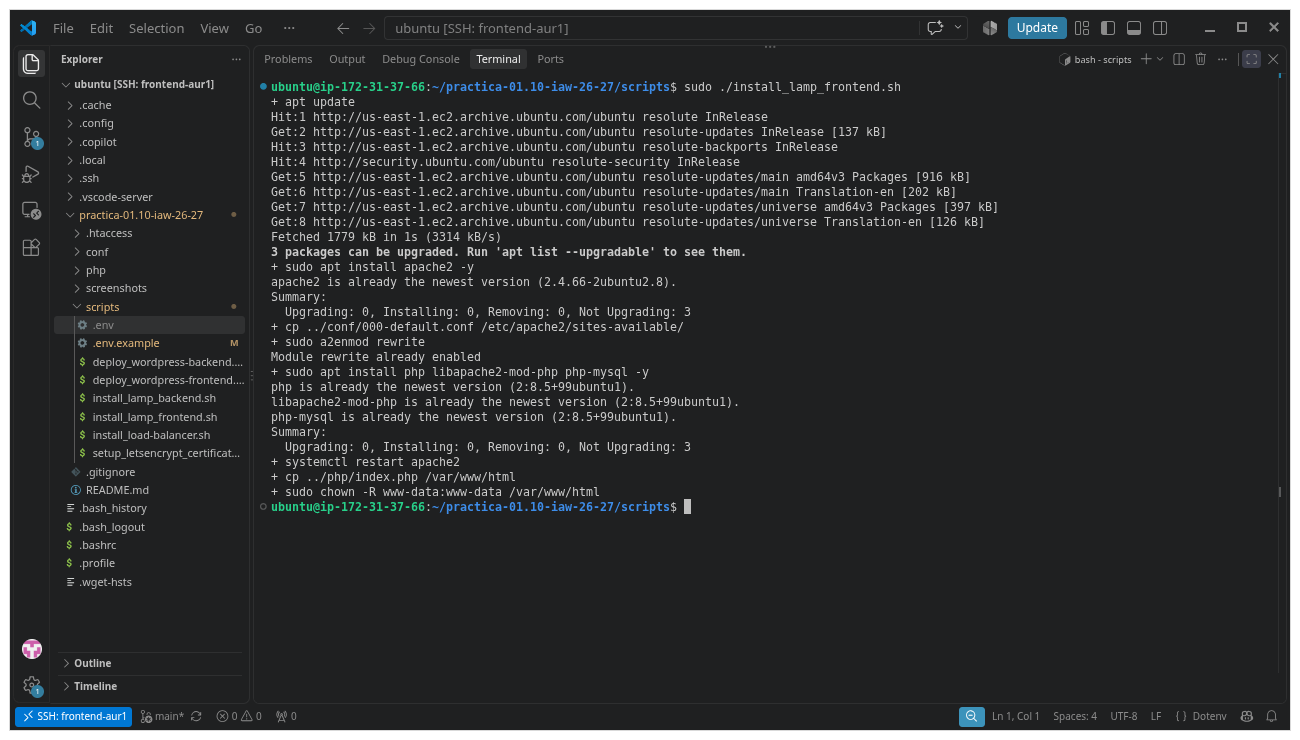 File Edit Selection View Go ··· ubuntu [SSH: frontend-aur1] Update
Explorer ···
ubuntu [SSH: frontend-aur1]
.cache
.config
.copilot
.local
.ssh
.vscode-server
practica-01.10-iaw-26-27
.htaccess
conf
php
screenshots
scripts
.env
.env.example M
$ deploy_wordpress-backend....
$ deploy_wordpress-frontend....
$ install_lamp_backend.sh
$ install_lamp_frontend.sh
$ install_load-balancer.sh
$ setup_letsencrypt_certificat...
.gitignore
README.md
.bash_history
$ .bash_logout
$ .bashrc
$ .profile
.wget-hsts
Outline
Timeline
1
1
Problems Output Debug Console Terminal Ports bash - scripts
ubuntu@ip-172-31-37-66:~/practica-01.10-iaw-26-27/scripts$ sudo ./install_lamp_frontend.sh
+ apt update
Hit:1 http://us-east-1.ec2.archive.ubuntu.com/ubuntu resolute InRelease
Get:2 http://us-east-1.ec2.archive.ubuntu.com/ubuntu resolute-updates InRelease [137 kB]
Hit:3 http://us-east-1.ec2.archive.ubuntu.com/ubuntu resolute-backports InRelease
Hit:4 http://security.ubuntu.com/ubuntu resolute-security InRelease
Get:5 http://us-east-1.ec2.archive.ubuntu.com/ubuntu resolute-updates/main amd64v3 Packages [916 kB]
Get:6 http://us-east-1.ec2.archive.ubuntu.com/ubuntu resolute-updates/main Translation-en [202 kB]
Get:7 http://us-east-1.ec2.archive.ubuntu.com/ubuntu resolute-updates/universe amd64v3 Packages [397 kB]
Get:8 http://us-east-1.ec2.archive.ubuntu.com/ubuntu resolute-updates/universe Translation-en [126 kB]
Fetched 1779 kB in 1s (3314 kB/s)
3 packages can be upgraded. Run 'apt list --upgradable' to see them.
+ sudo apt install apache2 -y
apache2 is already the newest version (2.4.66-2ubuntu2.8).
Summary:
Upgrading: 0, Installing: 0, Removing: 0, Not Upgrading: 3
+ cp ../conf/000-default.conf /etc/apache2/sites-available/
+ sudo a2enmod rewrite
Module rewrite already enabled
+ sudo apt install php libapache2-mod-php php-mysql -y
php is already the newest version (2:8.5+99ubuntu1).
libapache2-mod-php is already the newest version (2:8.5+99ubuntu1).
php-mysql is already the newest version (2:8.5+99ubuntu1).
Summary:
Upgrading: 0, Installing: 0, Removing: 0, Not Upgrading: 3
+ systemctl restart apache2
+ cp ../php/index.php /var/www/html
+ sudo chown -R www-data:www-data /var/www/html
ubuntu@ip-172-31-37-66:~/practica-01.10-iaw-26-27/scripts$
SSH: frontend-aur1 main* 0 0 0 Ln 1, Col 1 Spaces: 4 UTF-8 LF { } Dotenv